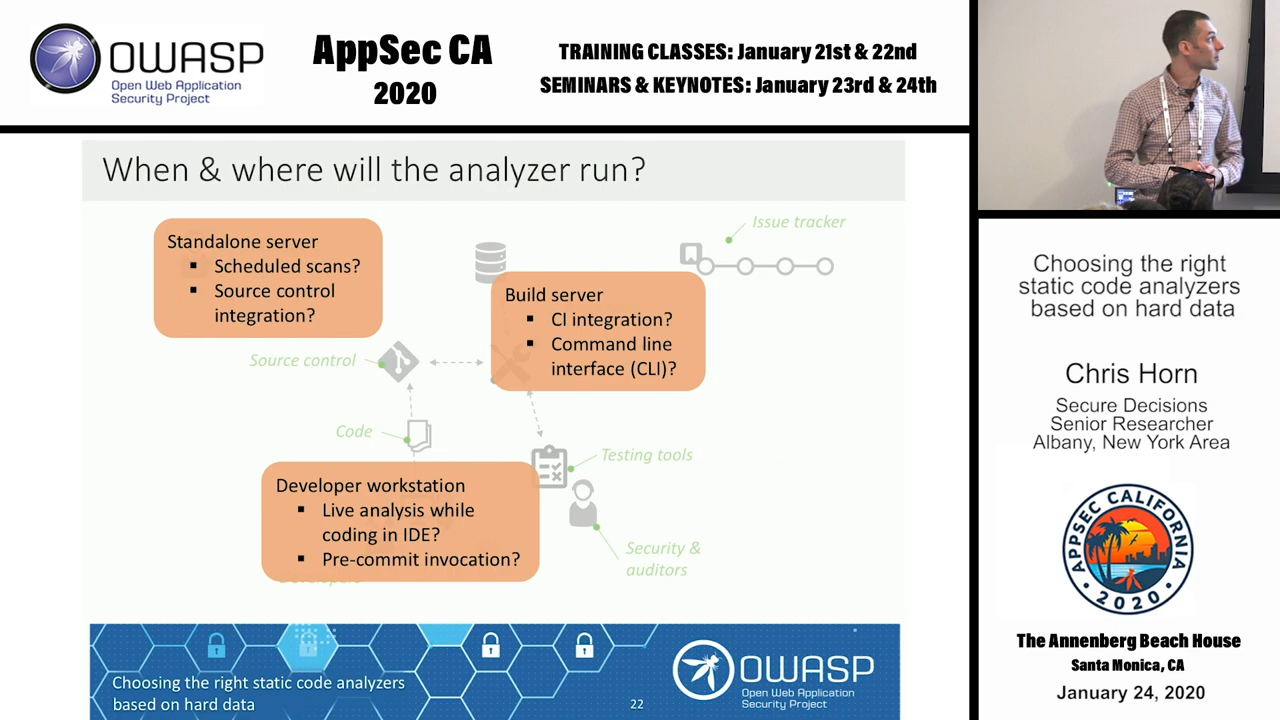 OWASP
Open Web Application
Security Project
AppSec CA
2020
TRAINING CLASSES: January 21st & 22nd
SEMINARS & KEYNOTES: January 23rd & 24th
When & where will the analyzer run?
Standalone server
▪ Scheduled scans?
▪ Source control
integration?
Issue tracker
Build server
▪ CI integration?
▪ Command line
interface (CLI)?
Source control
Code
Testing tools
Developer workstation
▪ Live analysis while
coding in IDE?
▪ Pre-commit invocation?
Security &
auditors
Developers
Choosing the right static code analyzers
based on hard data
22
OWASP
Open Web Application
Security Project
Choosing the right
static code analyzers
based on hard data
Chris Horn
Secure Decisions
Senior Researcher
Albany, New York Area
APPSEC CALIFORNIA
• 2020 •
The Annenberg Beach House
Santa Monica, CA
January 24, 2020